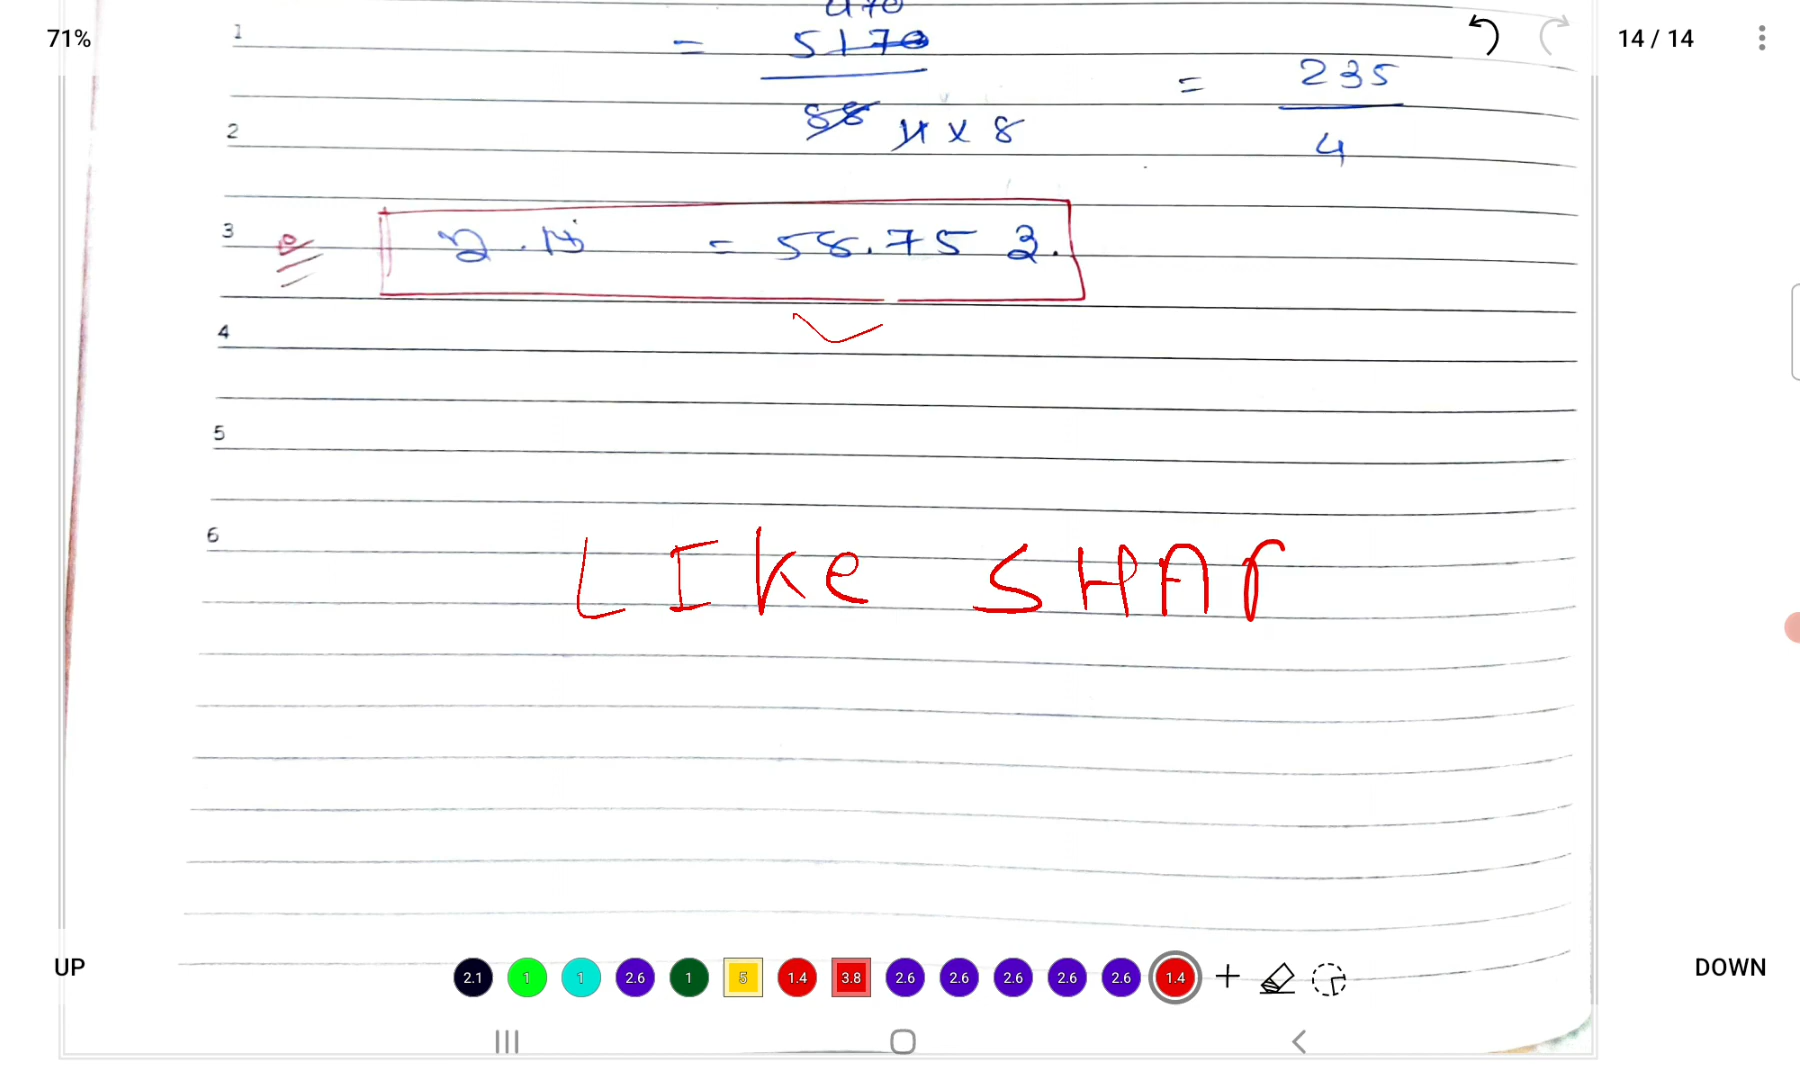 71%
14 / 14
1
= 5170
= 235
88 11 x 8
4
2
3
= 58.75
4
5
6
LIKE SHAR
UP
2.1 1 1 2.6 1 5 1.4 3.8 2.6 2.6 2.6 2.6 2.6 1.4 +
DOWN